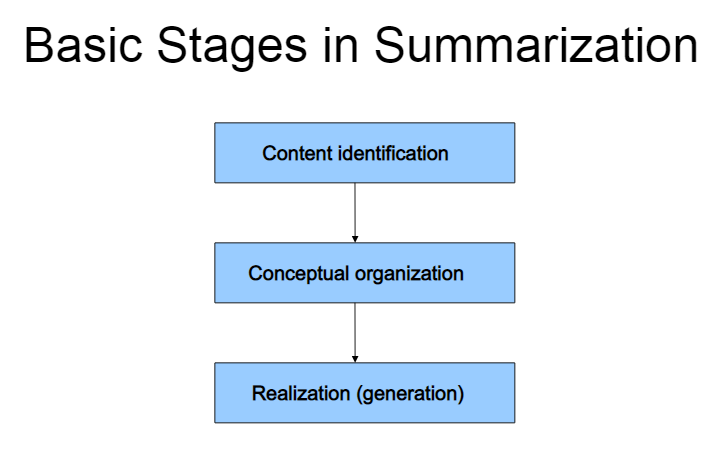 Basic Stages in Summarization
Content identification
Conceptual organization
Realization (generation)